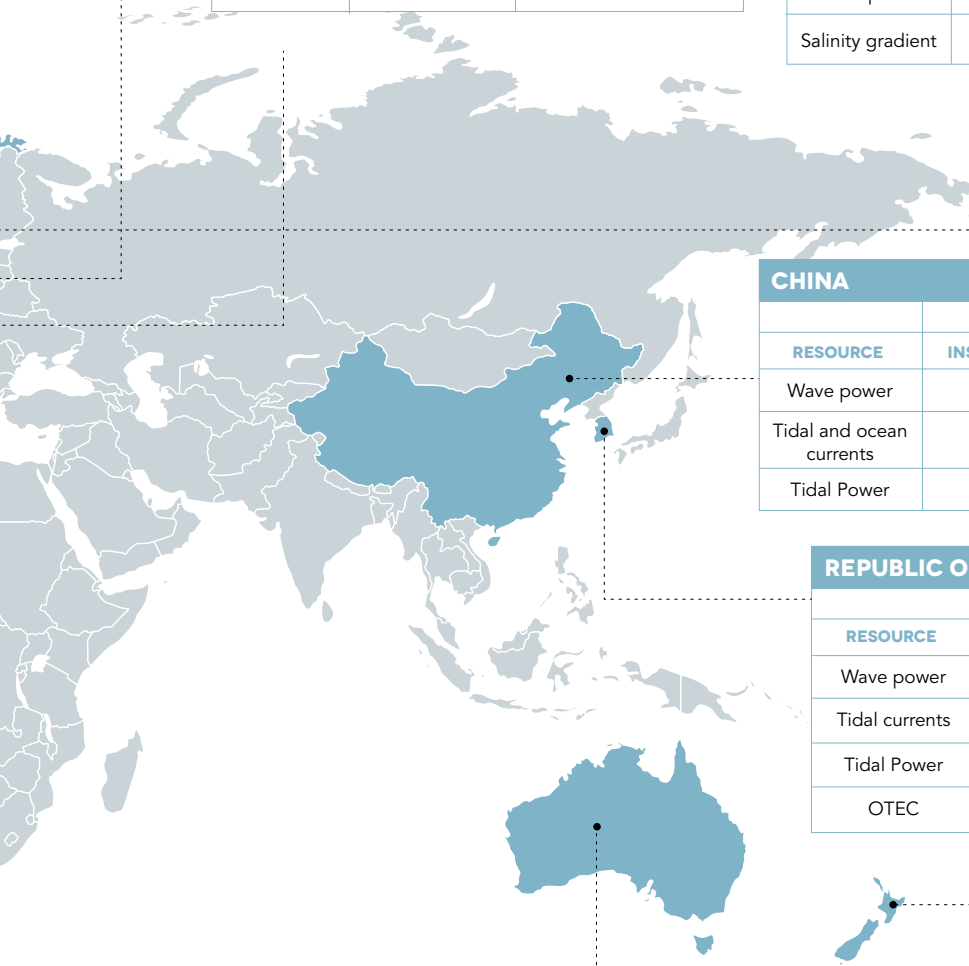 Salinity gradient
CHINA
RESOURCE
Wave power
Tidal and ocean
currents
Tidal Power
REPUBLIC O
RESOURCE
Wave power
Tidal currents
Tidal Power
OTEC